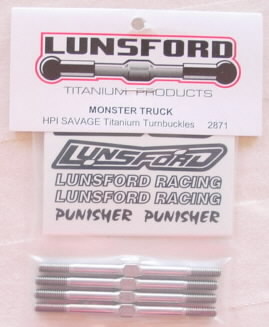 LUNSFORD
TITANIUM PRODUCTS
MONSTER TRUCK
HPI SAVAGE Titanium Turnbuckles 2871
LUNSFORD
LUNSFORD RACING
LUNSFORD RACING
PUNISHER PUNISHER